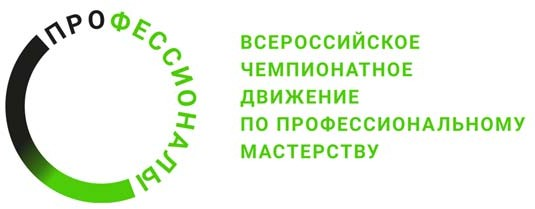 ПРОФЕССИОНАЛЫ
ВСЕРОССИЙСКОЕ
ЧЕМПИОНАТНОЕ
ДВИЖЕНИЕ
ПО ПРОФЕССИОНАЛЬНОМУ
МАСТЕРСТВУ